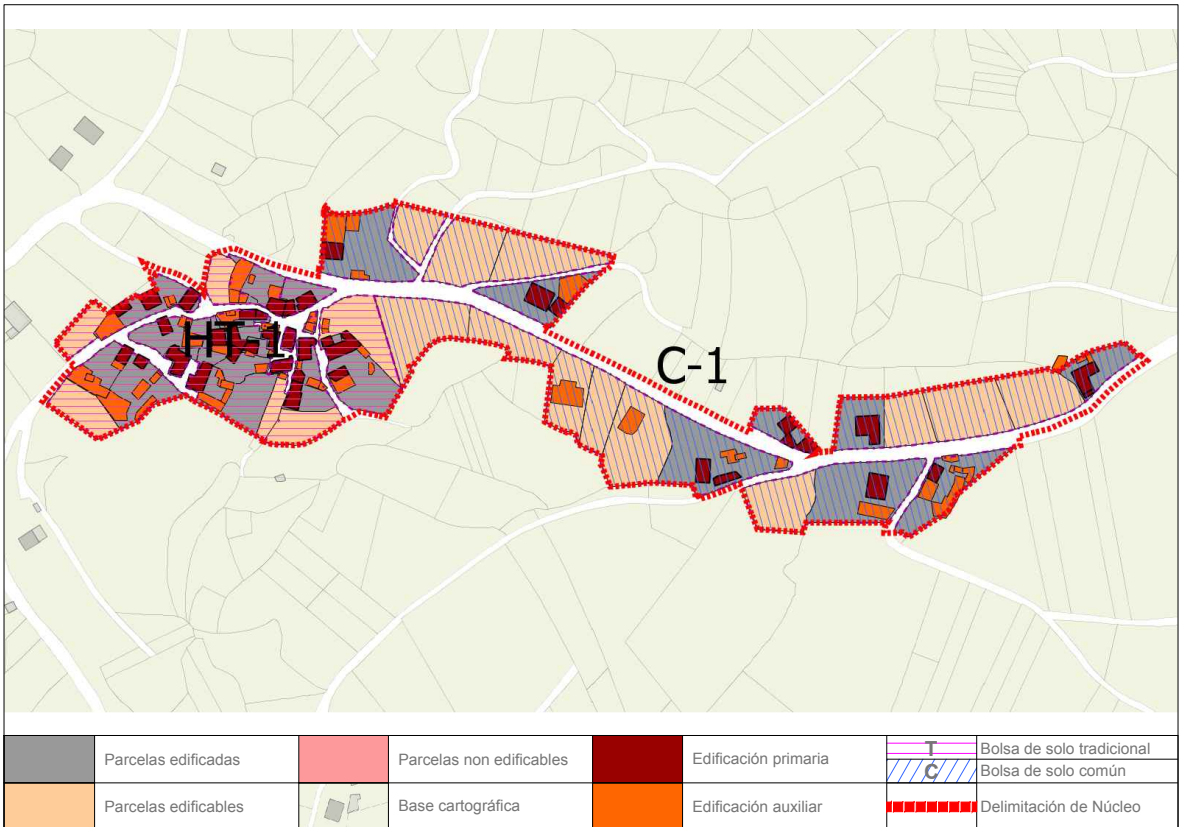 HT-1
C-1
Parcelas edificadas
Parcelas non edificables
Edificación primaria
T
Bolsa de solo tradicional
C
Bolsa de solo común
Parcelas edificables
Base cartográfica
Edificación auxiliar
Delimitación de Núcleo